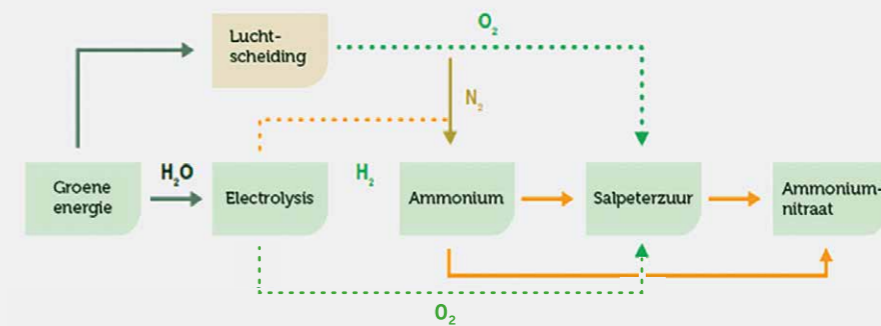 Lucht-
scheiding
O₂
N₂
Groene
energie
H₂O
Electrolysis
H₂
Ammonium
Salpeterzuur
Ammonium-
nitraat
O₂